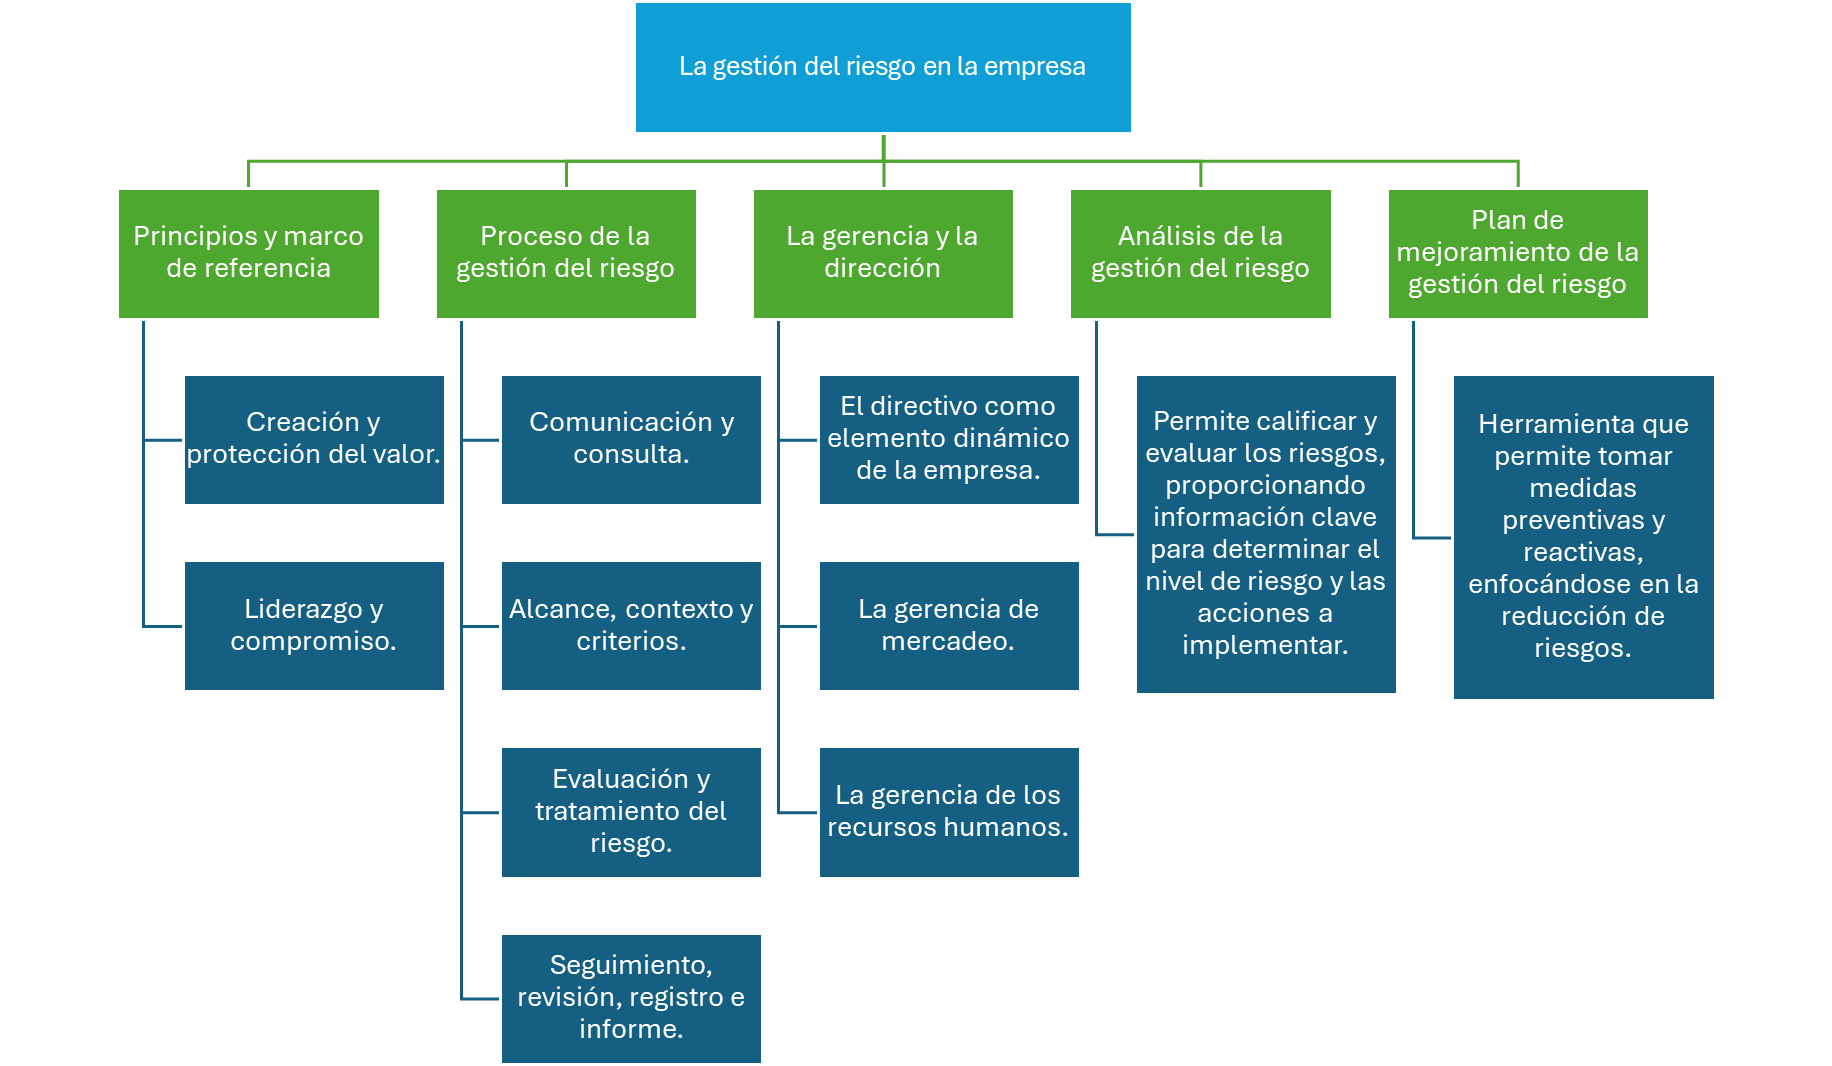 La gestión del riesgo en la empresa
Principios y marco
de referencia
Creación y
protección del valor.
Liderazgo y
compromiso.
Proceso de la
gestión del riesgo
Comunicación y
consulta.
Alcance, contexto y
criterios.
Evaluación y
tratamiento del
riesgo.
Seguimiento,
revisión, registro e
informe.
La gerencia y la
dirección
El directivo como
elemento dinámico
de la empresa.
La gerencia de
mercadeo.
La gerencia de los
recursos humanos.
Análisis de la
gestión del riesgo
Permite calificar y
evaluar los riesgos,
proporcionando
información clave
para determinar el
nivel de riesgo y las
acciones a
implementar.
Plan de
mejoramiento de la
gestión del riesgo
Herramienta que
permite tomar
medidas
preventivas y
reactivas,
enfocándose en la
reducción de
riesgos.